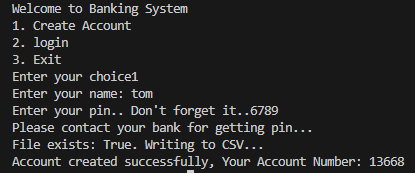 Welcome to Banking System
1. Create Account
2. login
3. Exit
Enter your choice1
Enter your name: tom
Enter your pin.. Don't forget it..6789
Please contact your bank for getting pin...
File exists: True. Writing to CSV...
Account created successfully, Your Account Number: 13668